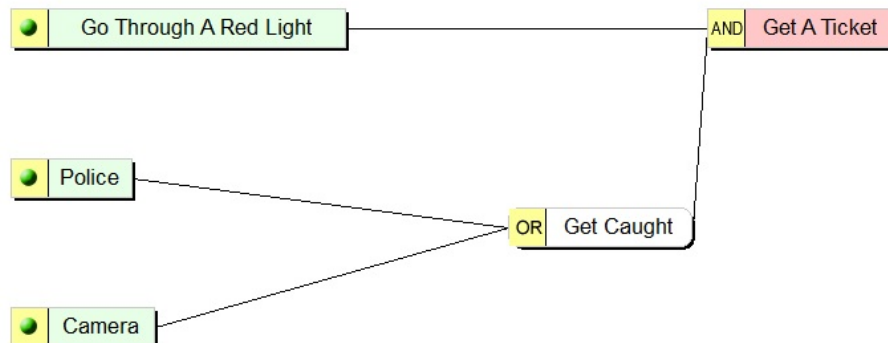 Go Through A Red Light
AND Get A Ticket
Police
OR Get Caught
Camera